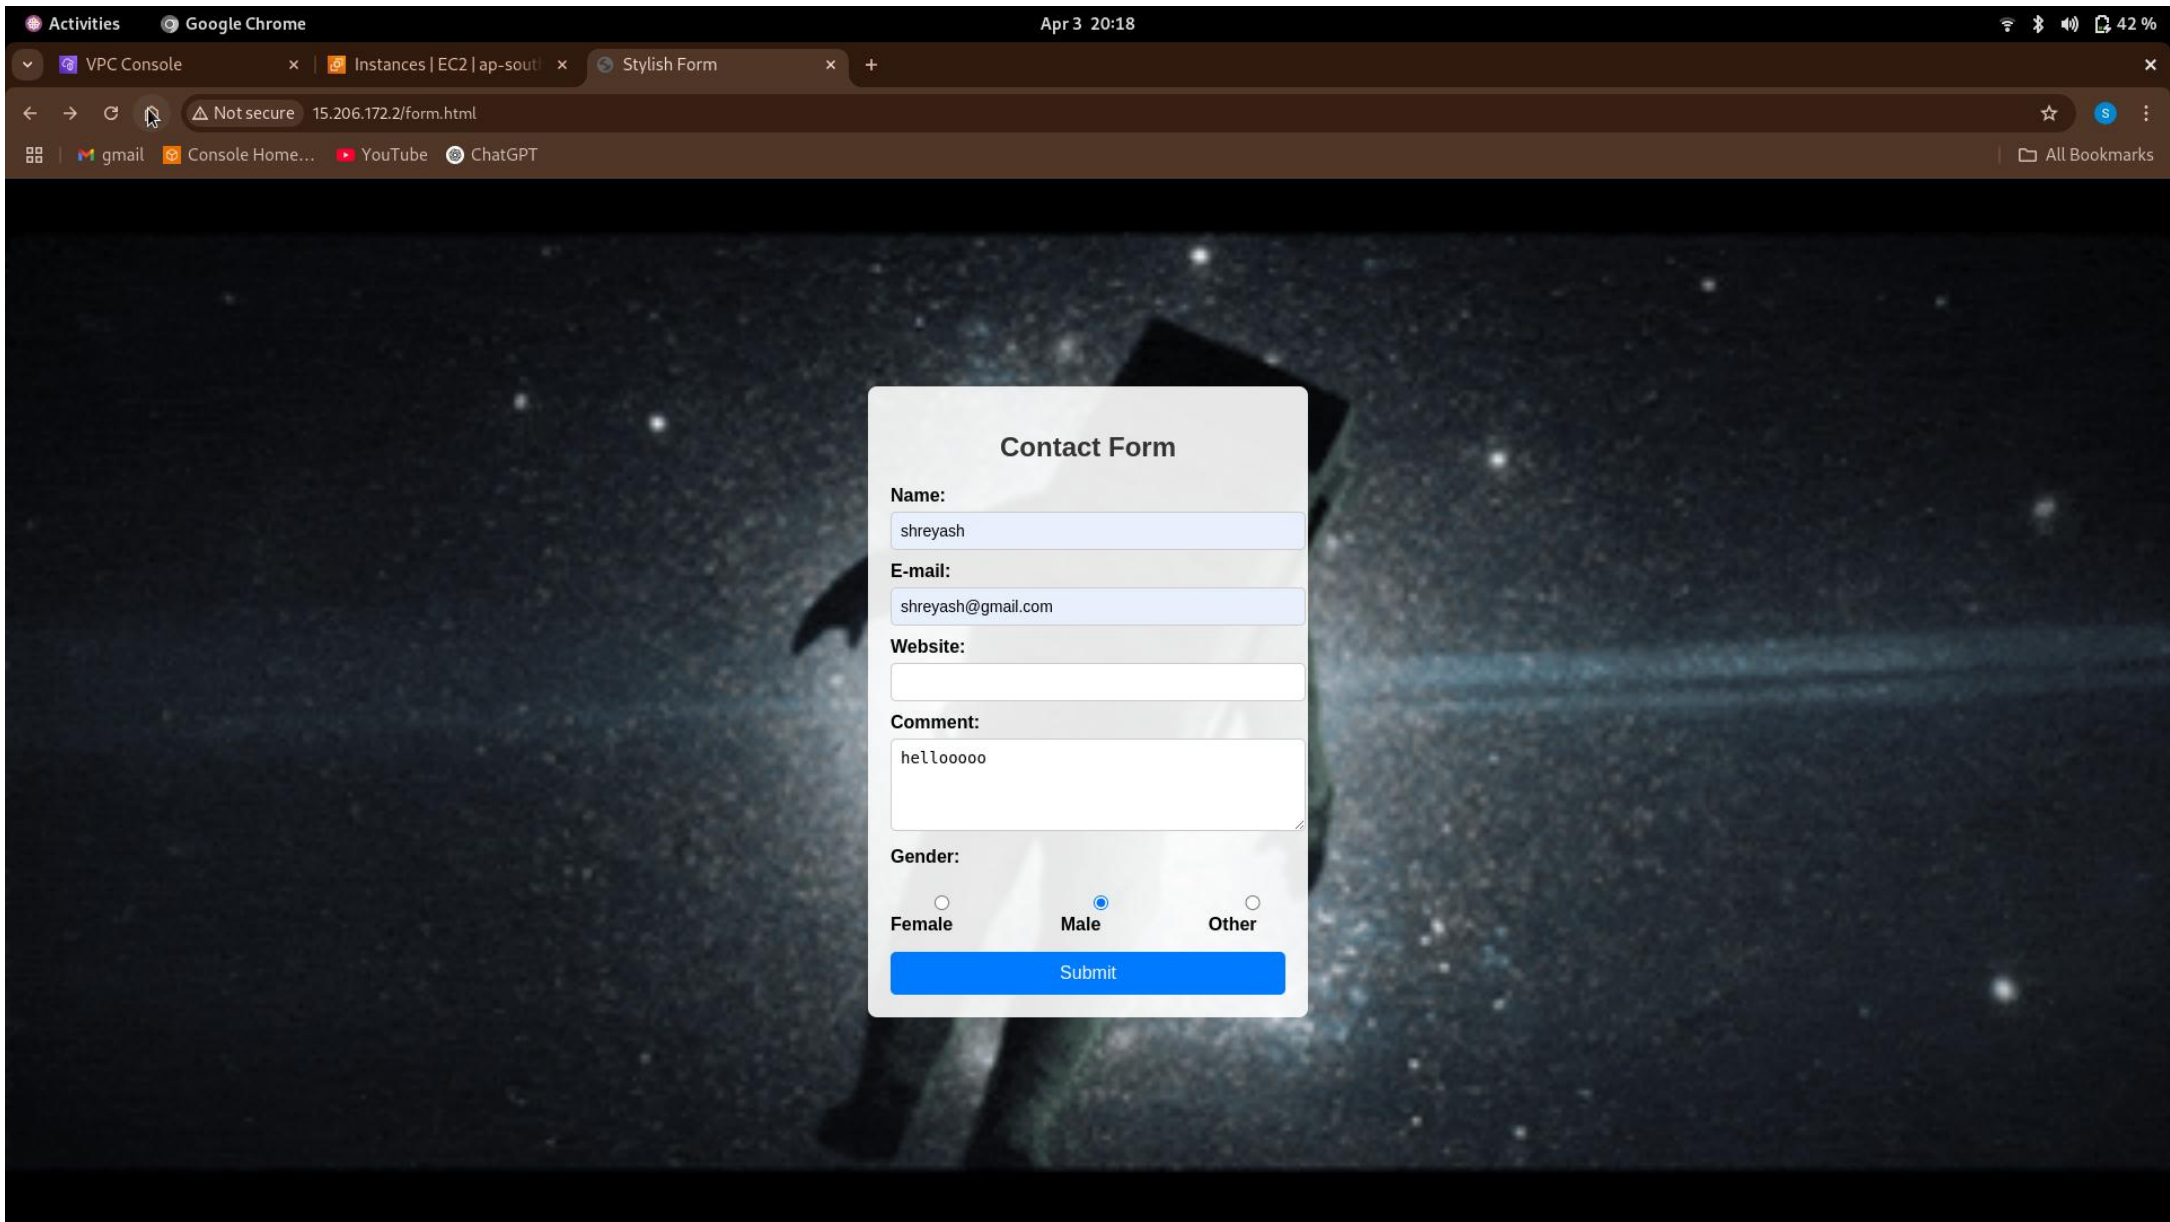 Activities Google Chrome Apr 3 20:18 42 %
VPC Console Instances | EC2 | ap-sout Stylish Form
Not secure 15.206.172.2/form.html S
gmail Console Home... YouTube ChatGPT All Bookmarks
Contact Form
Name:
shreyash
E-mail:
shreyash@gmail.com
Website:
Comment:
hellooooo
Gender:
Female Male Other
Submit